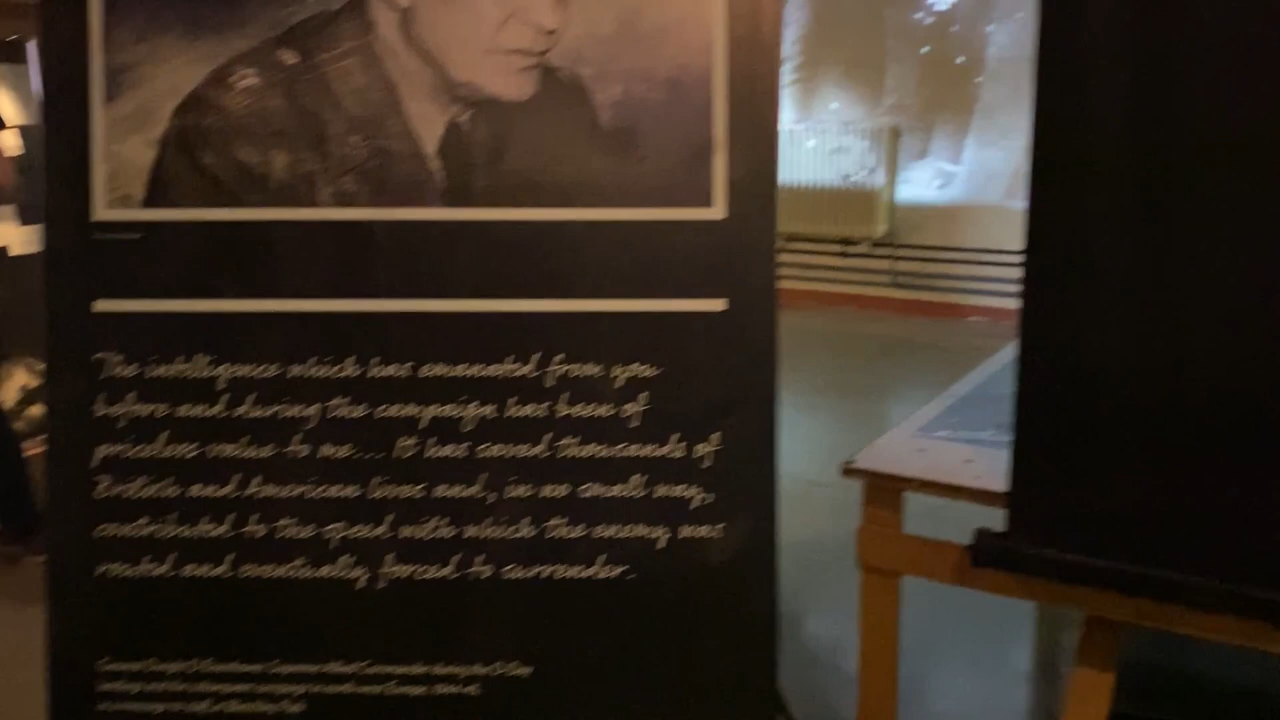 The intelligence which has emanated from you
before and during the campaign has been of
priceless value to me... It has saved thousands of
British and American lives and, in no small way,
contributed to the speed with which the enemy was
routed and eventually forced to surrender.